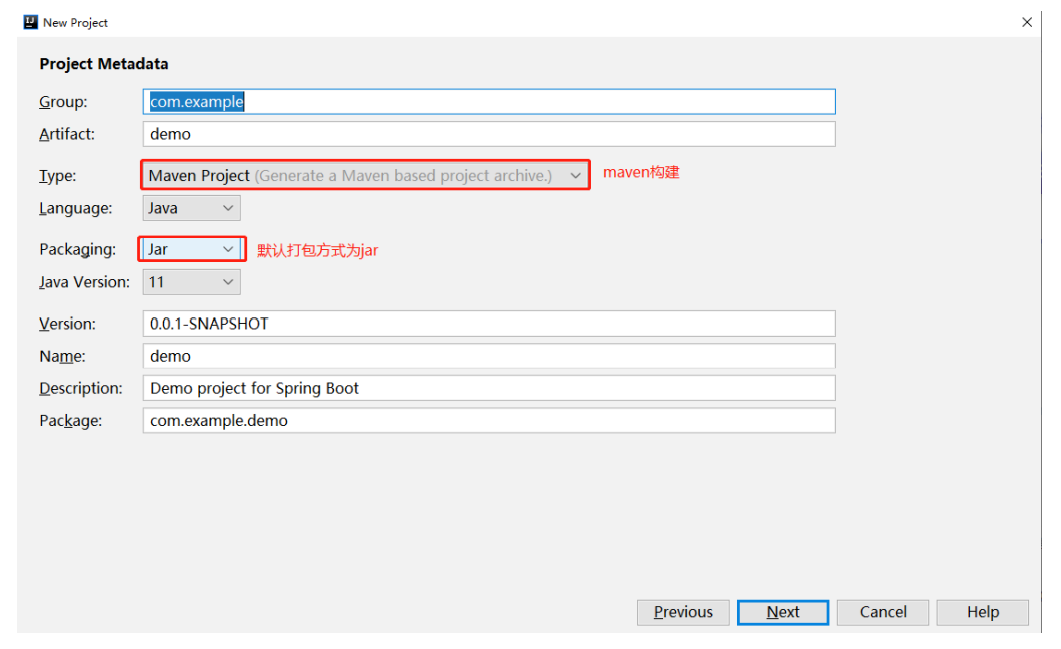 New Project
Project Metadata
Group: com.example
Artifact: demo
Type: Maven Project (Generate a Maven based project archive.) maven构建
Language: Java
Packaging: Jar 默认打包方式为jar
Java Version: 11
Version: 0.0.1-SNAPSHOT
Name: demo
Description: Demo project for Spring Boot
Package: com.example.demo
Previous Next Cancel Help